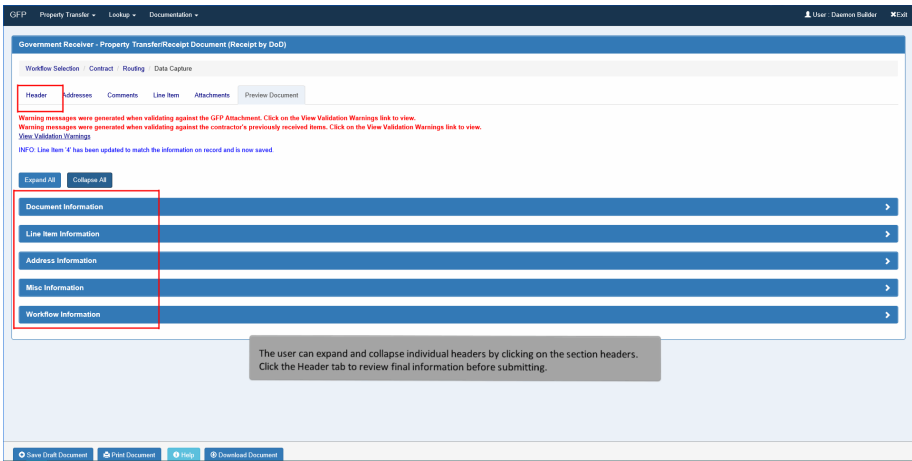 GFP Property Transfer Lookup Documentation User : Daemon Builder Exit
Government Receiver - Property Transfer/Receipt Document (Receipt by DoD)
Workflow Selection / Contract / Routing / Data Capture
Header Addresses Comments Line Item Attachments Preview Document
Warning messages were generated when validating against the GFP Attachment. Click on the View Validation Warnings link to view.
Warning messages were generated when validating against the contractor's previously received items. Click on the View Validation Warnings link to view.
View Validation Warnings
INFO: Line Item '4' has been updated to match the information on record and is now saved.
Expand All Collapse All
Document Information
Line Item Information
Address Information
Misc Information
Workflow Information
The user can expand and collapse individual headers by clicking on the section headers.
Click the Header tab to review final information before submitting.
Save Draft Document Print Document Help Download Document